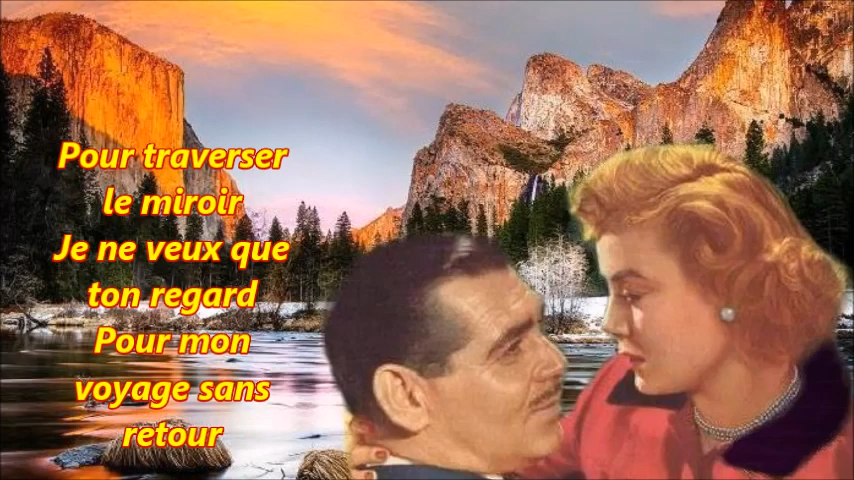 Pour traverser
le miroir
Je ne veux que
ton regard
Pour mon
voyage sans
retour